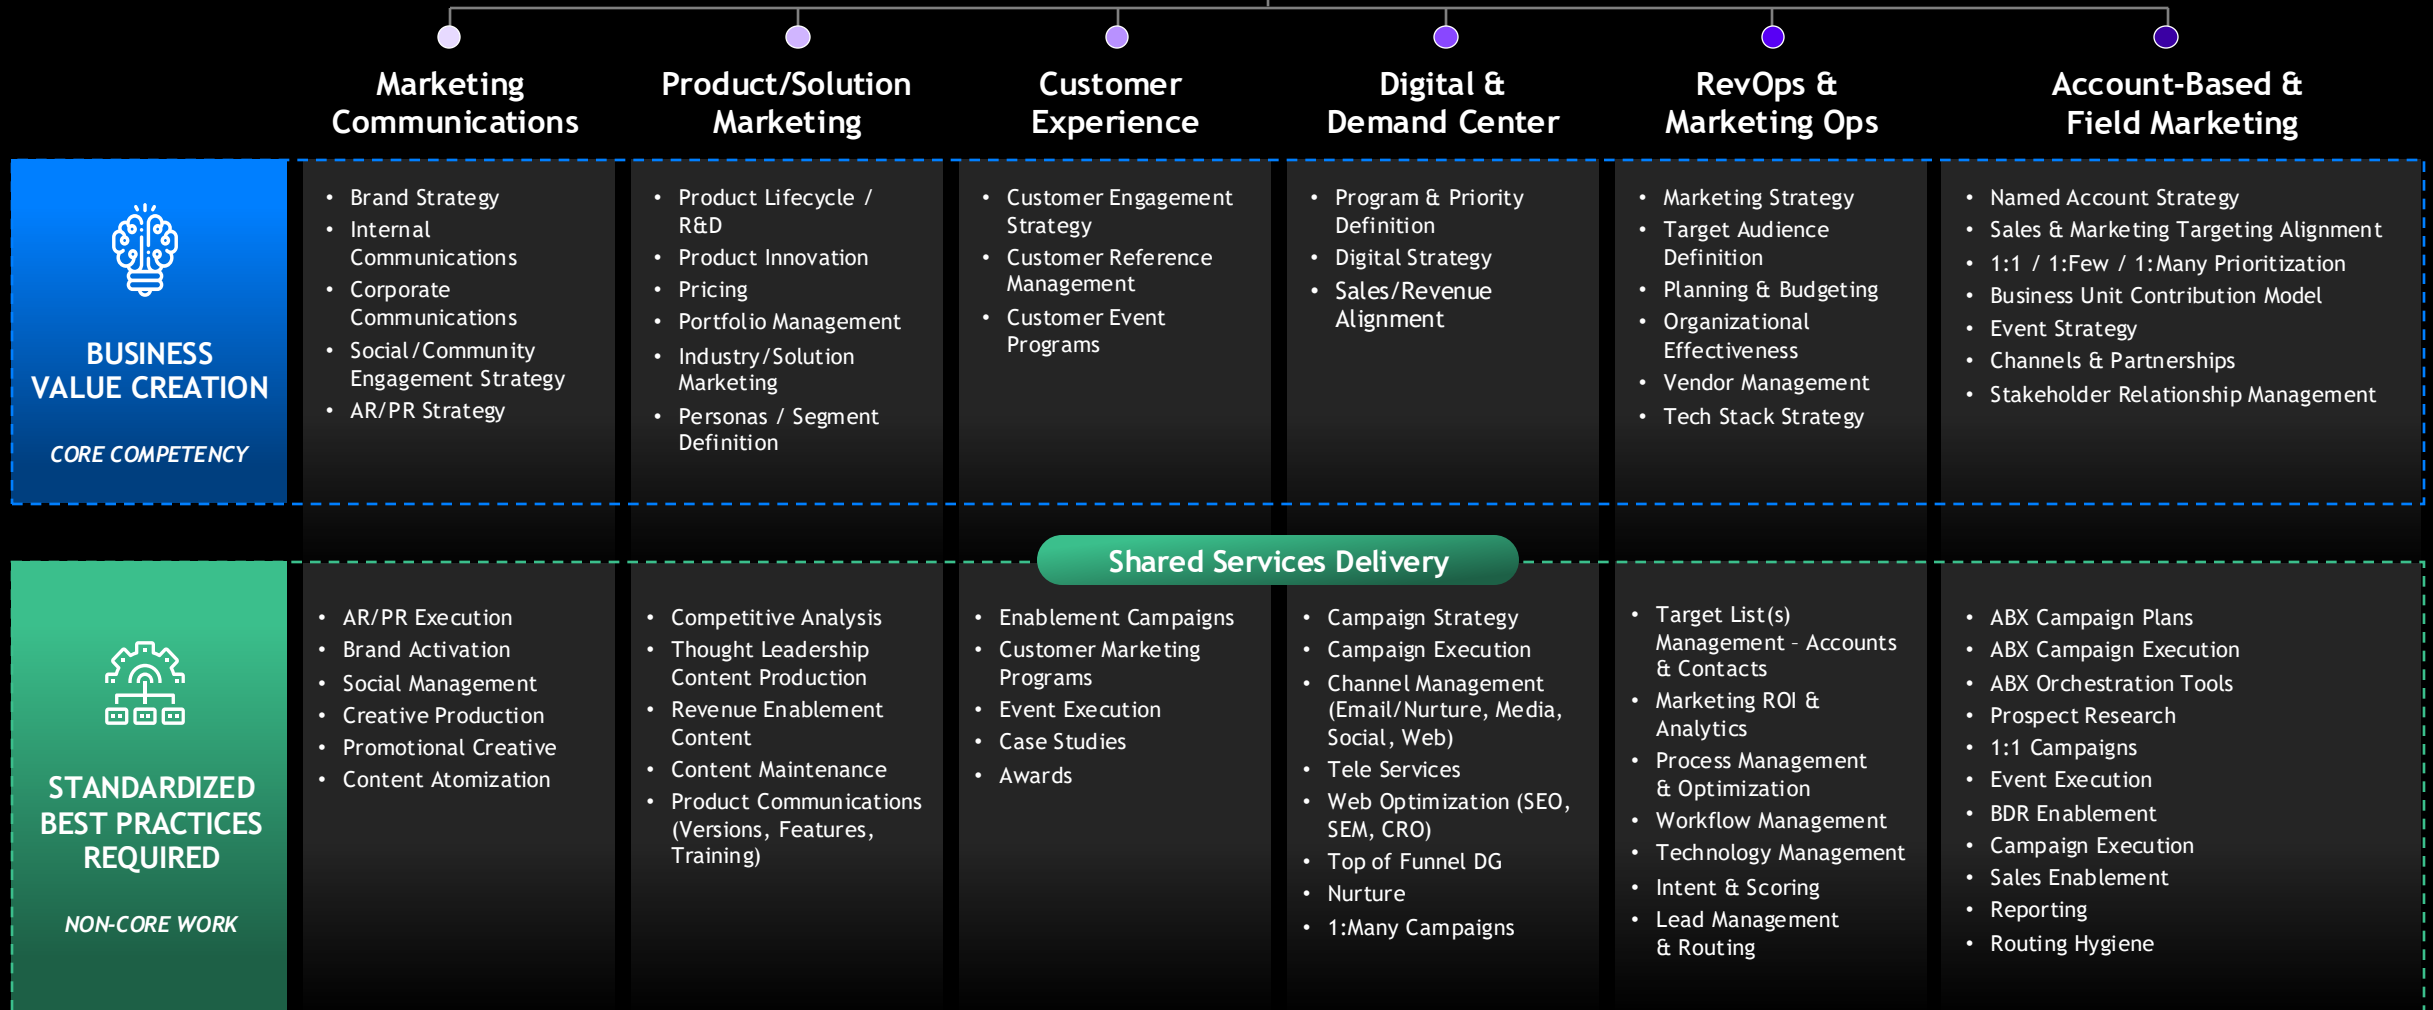 Marketing
Communications
Product/Solution
Marketing
Customer
Experience
Digital &
Demand Center
RevOps &
Marketing Ops
Account-Based &
Field Marketing
BUSINESS
VALUE CREATION
CORE COMPETENCY
• Brand Strategy
• Internal
Communications
• Corporate
Communications
• Social/Community
Engagement Strategy
• AR/PR Strategy
• Product Lifecycle /
R&D
• Product Innovation
• Pricing
• Portfolio Management
• Industry/Solution
Marketing
• Personas / Segment
Definition
• Customer Engagement
Strategy
• Customer Reference
Management
• Customer Event
Programs
• Program & Priority
Definition
• Digital Strategy
• Sales/Revenue
Alignment
• Marketing Strategy
• Target Audience
Definition
• Planning & Budgeting
• Organizational
Effectiveness
• Vendor Management
• Tech Stack Strategy
• Named Account Strategy
• Sales & Marketing Targeting Alignment
• 1:1 / 1:Few / 1:Many Prioritization
• Business Unit Contribution Model
• Event Strategy
• Channels & Partnerships
• Stakeholder Relationship Management
Shared Services Delivery
STANDARDIZED
BEST PRACTICES
REQUIRED
NON-CORE WORK
• AR/PR Execution
• Brand Activation
• Social Management
• Creative Production
• Promotional Creative
• Content Atomization
• Competitive Analysis
• Thought Leadership
Content Production
• Revenue Enablement
Content
• Content Maintenance
• Product Communications
(Versions, Features,
Training)
• Enablement Campaigns
• Customer Marketing
Programs
• Event Execution
• Case Studies
• Awards
• Campaign Strategy
• Campaign Execution
• Channel Management
(Email/Nurture, Media,
Social, Web)
• Tele Services
• Web Optimization (SEO,
SEM, CRO)
• Top of Funnel DG
• Nurture
• 1:Many Campaigns
• Target List(s)
Management – Accounts
& Contacts
• Marketing ROI &
Analytics
• Process Management
& Optimization
• Workflow Management
• Technology Management
• Intent & Scoring
• Lead Management
& Routing
• ABX Campaign Plans
• ABX Campaign Execution
• ABX Orchestration Tools
• Prospect Research
• 1:1 Campaigns
• Event Execution
• BDR Enablement
• Campaign Execution
• Sales Enablement
• Reporting
• Routing Hygiene